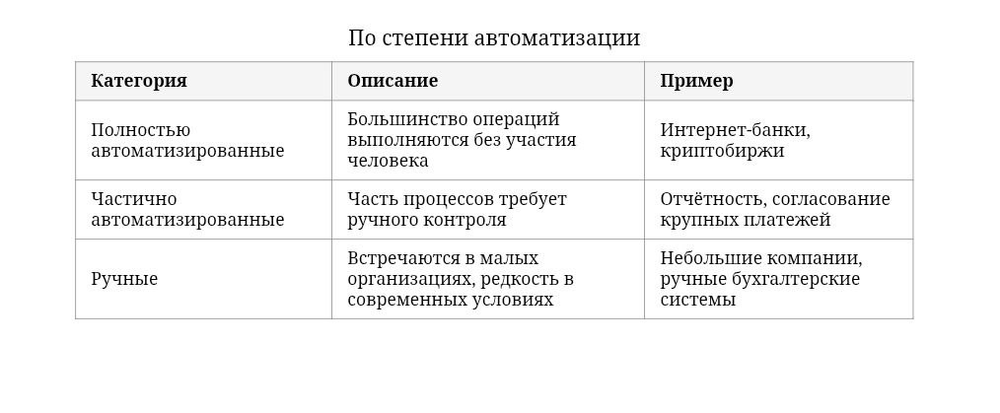 По степени автоматизации
Категория
Описание
Пример
Полностью
автоматизированные
Большинство операций
выполняются без участия
человека
Интернет-банки,
криптобиржи
Частично
автоматизированные
Часть процессов требует
ручного контроля
Отчётность, согласование
крупных платежей
Ручные
Встречаются в малых
организациях, редкость в
современных условиях
Небольшие компании,
ручные бухгалтерские
системы